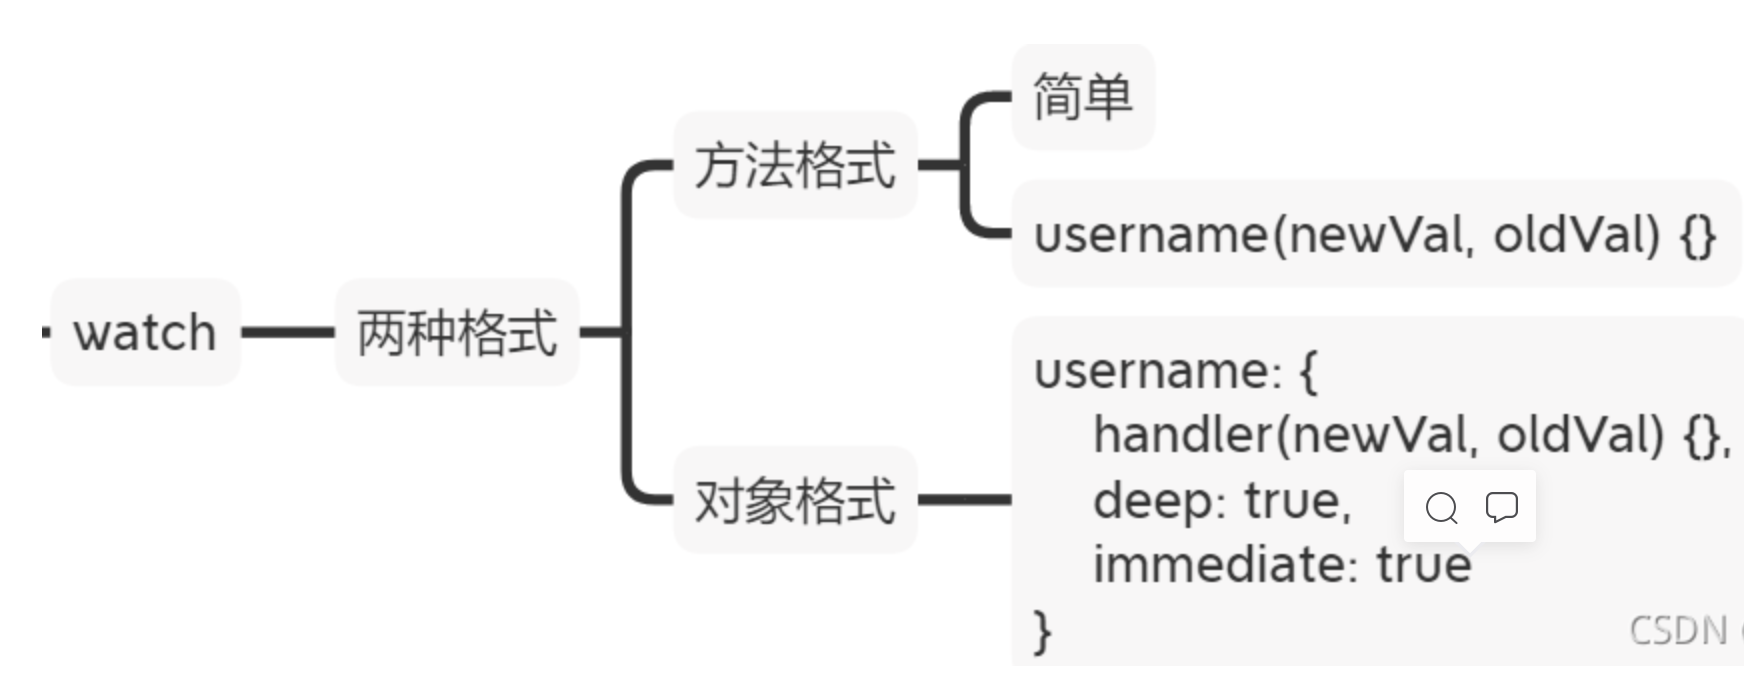 watch
两种格式
方法格式
简单
username(newVal, oldVal) {}
对象格式
username: {
handler(newVal, oldVal) {},
deep: true,
immediate: true
}
CSDN